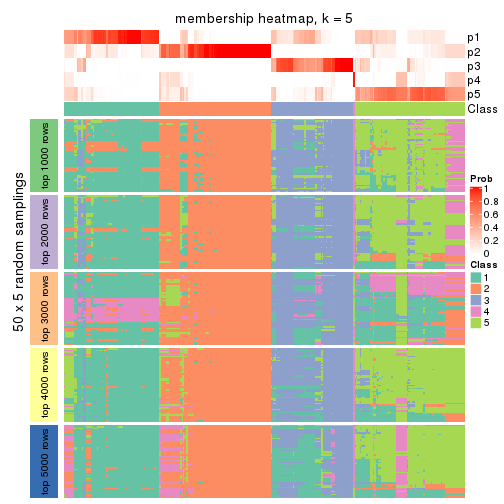 membership heatmap, k = 5
p1
p2
p3
p4
p5
Class
50 x 5 random samplings
top 1000 rows
top 2000 rows
top 3000 rows
top 4000 rows
top 5000 rows
Prob
1
0.8
0.6
0.4
0.2
0
Class
1
2
3
4
5